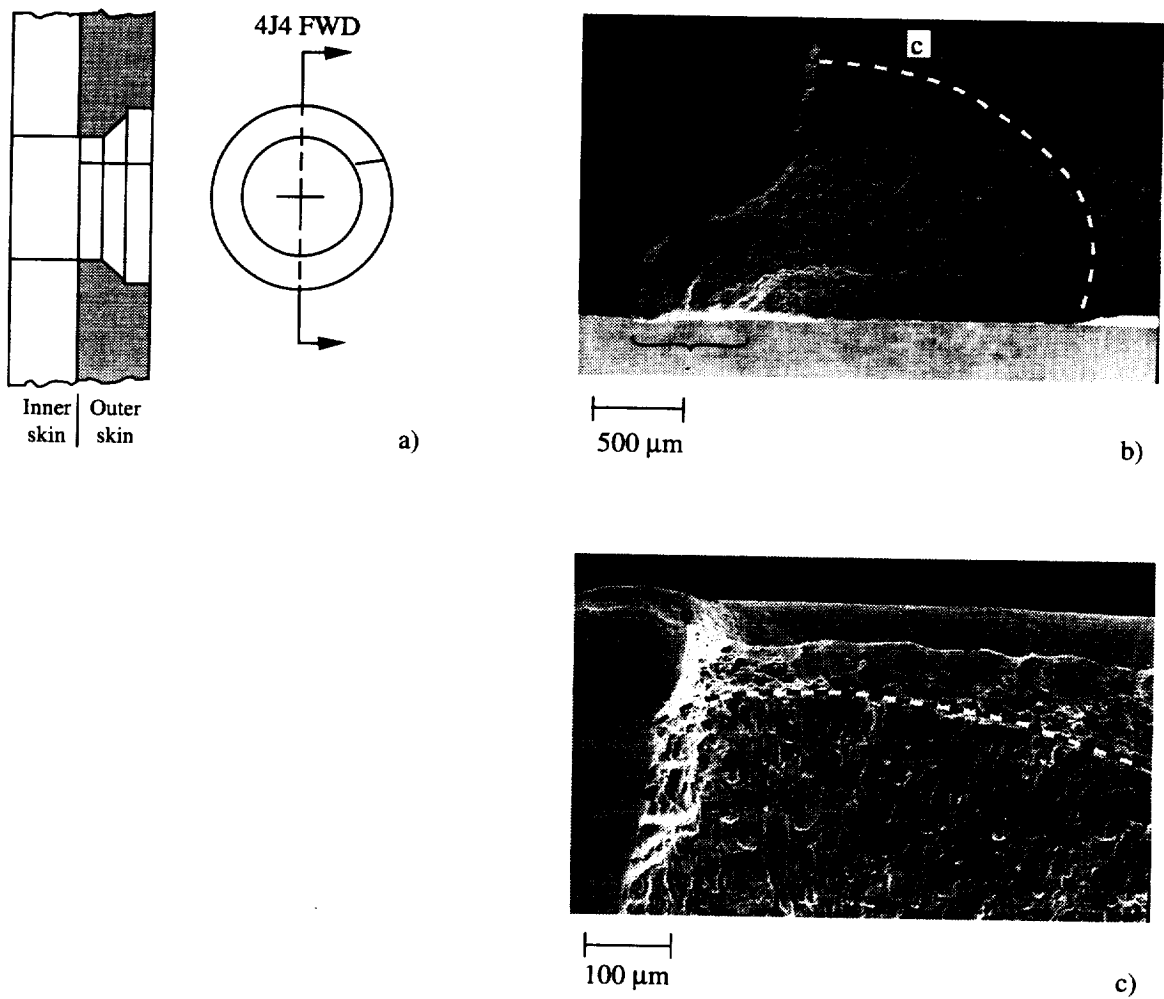 4J4 FWD
Inner skin
Outer skin
a)
c
500 μm
b)
100 μm
c)